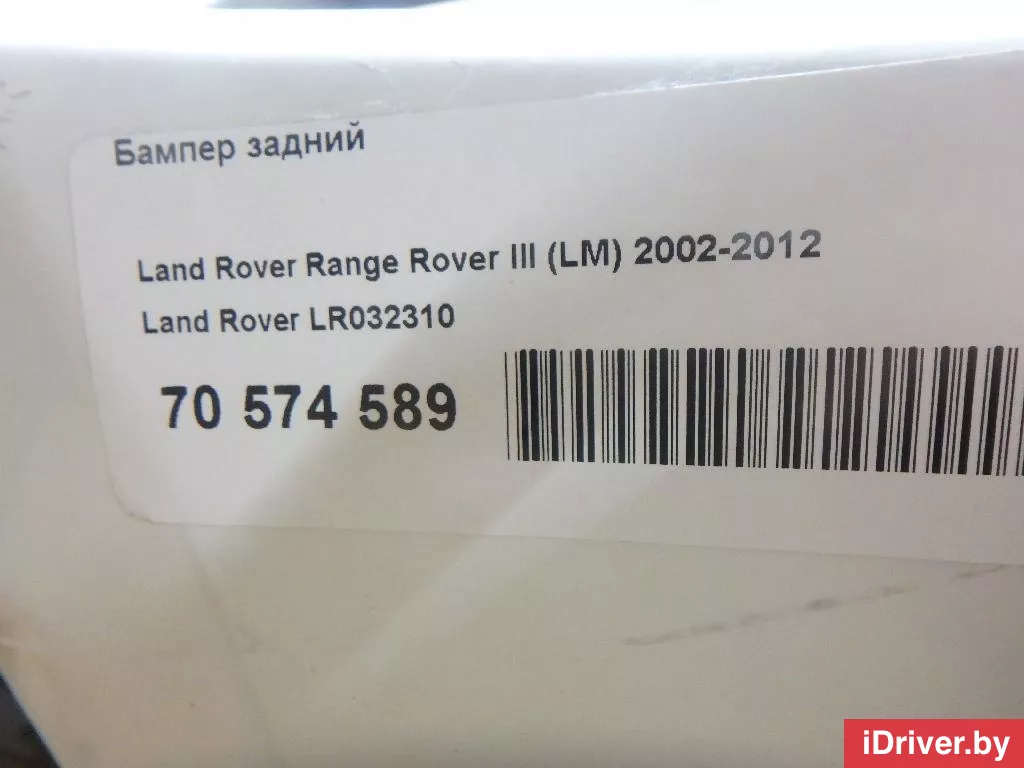 Бампер задний
Land Rover Range Rover III (LM) 2002-2012
Land Rover LR032310
70 574 589
iDriver.by